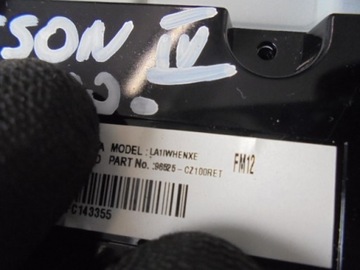 SON IV
A MODEL : LA11WHENXE
D PART No. : 96525 - CZ100RET
FM12
C143355